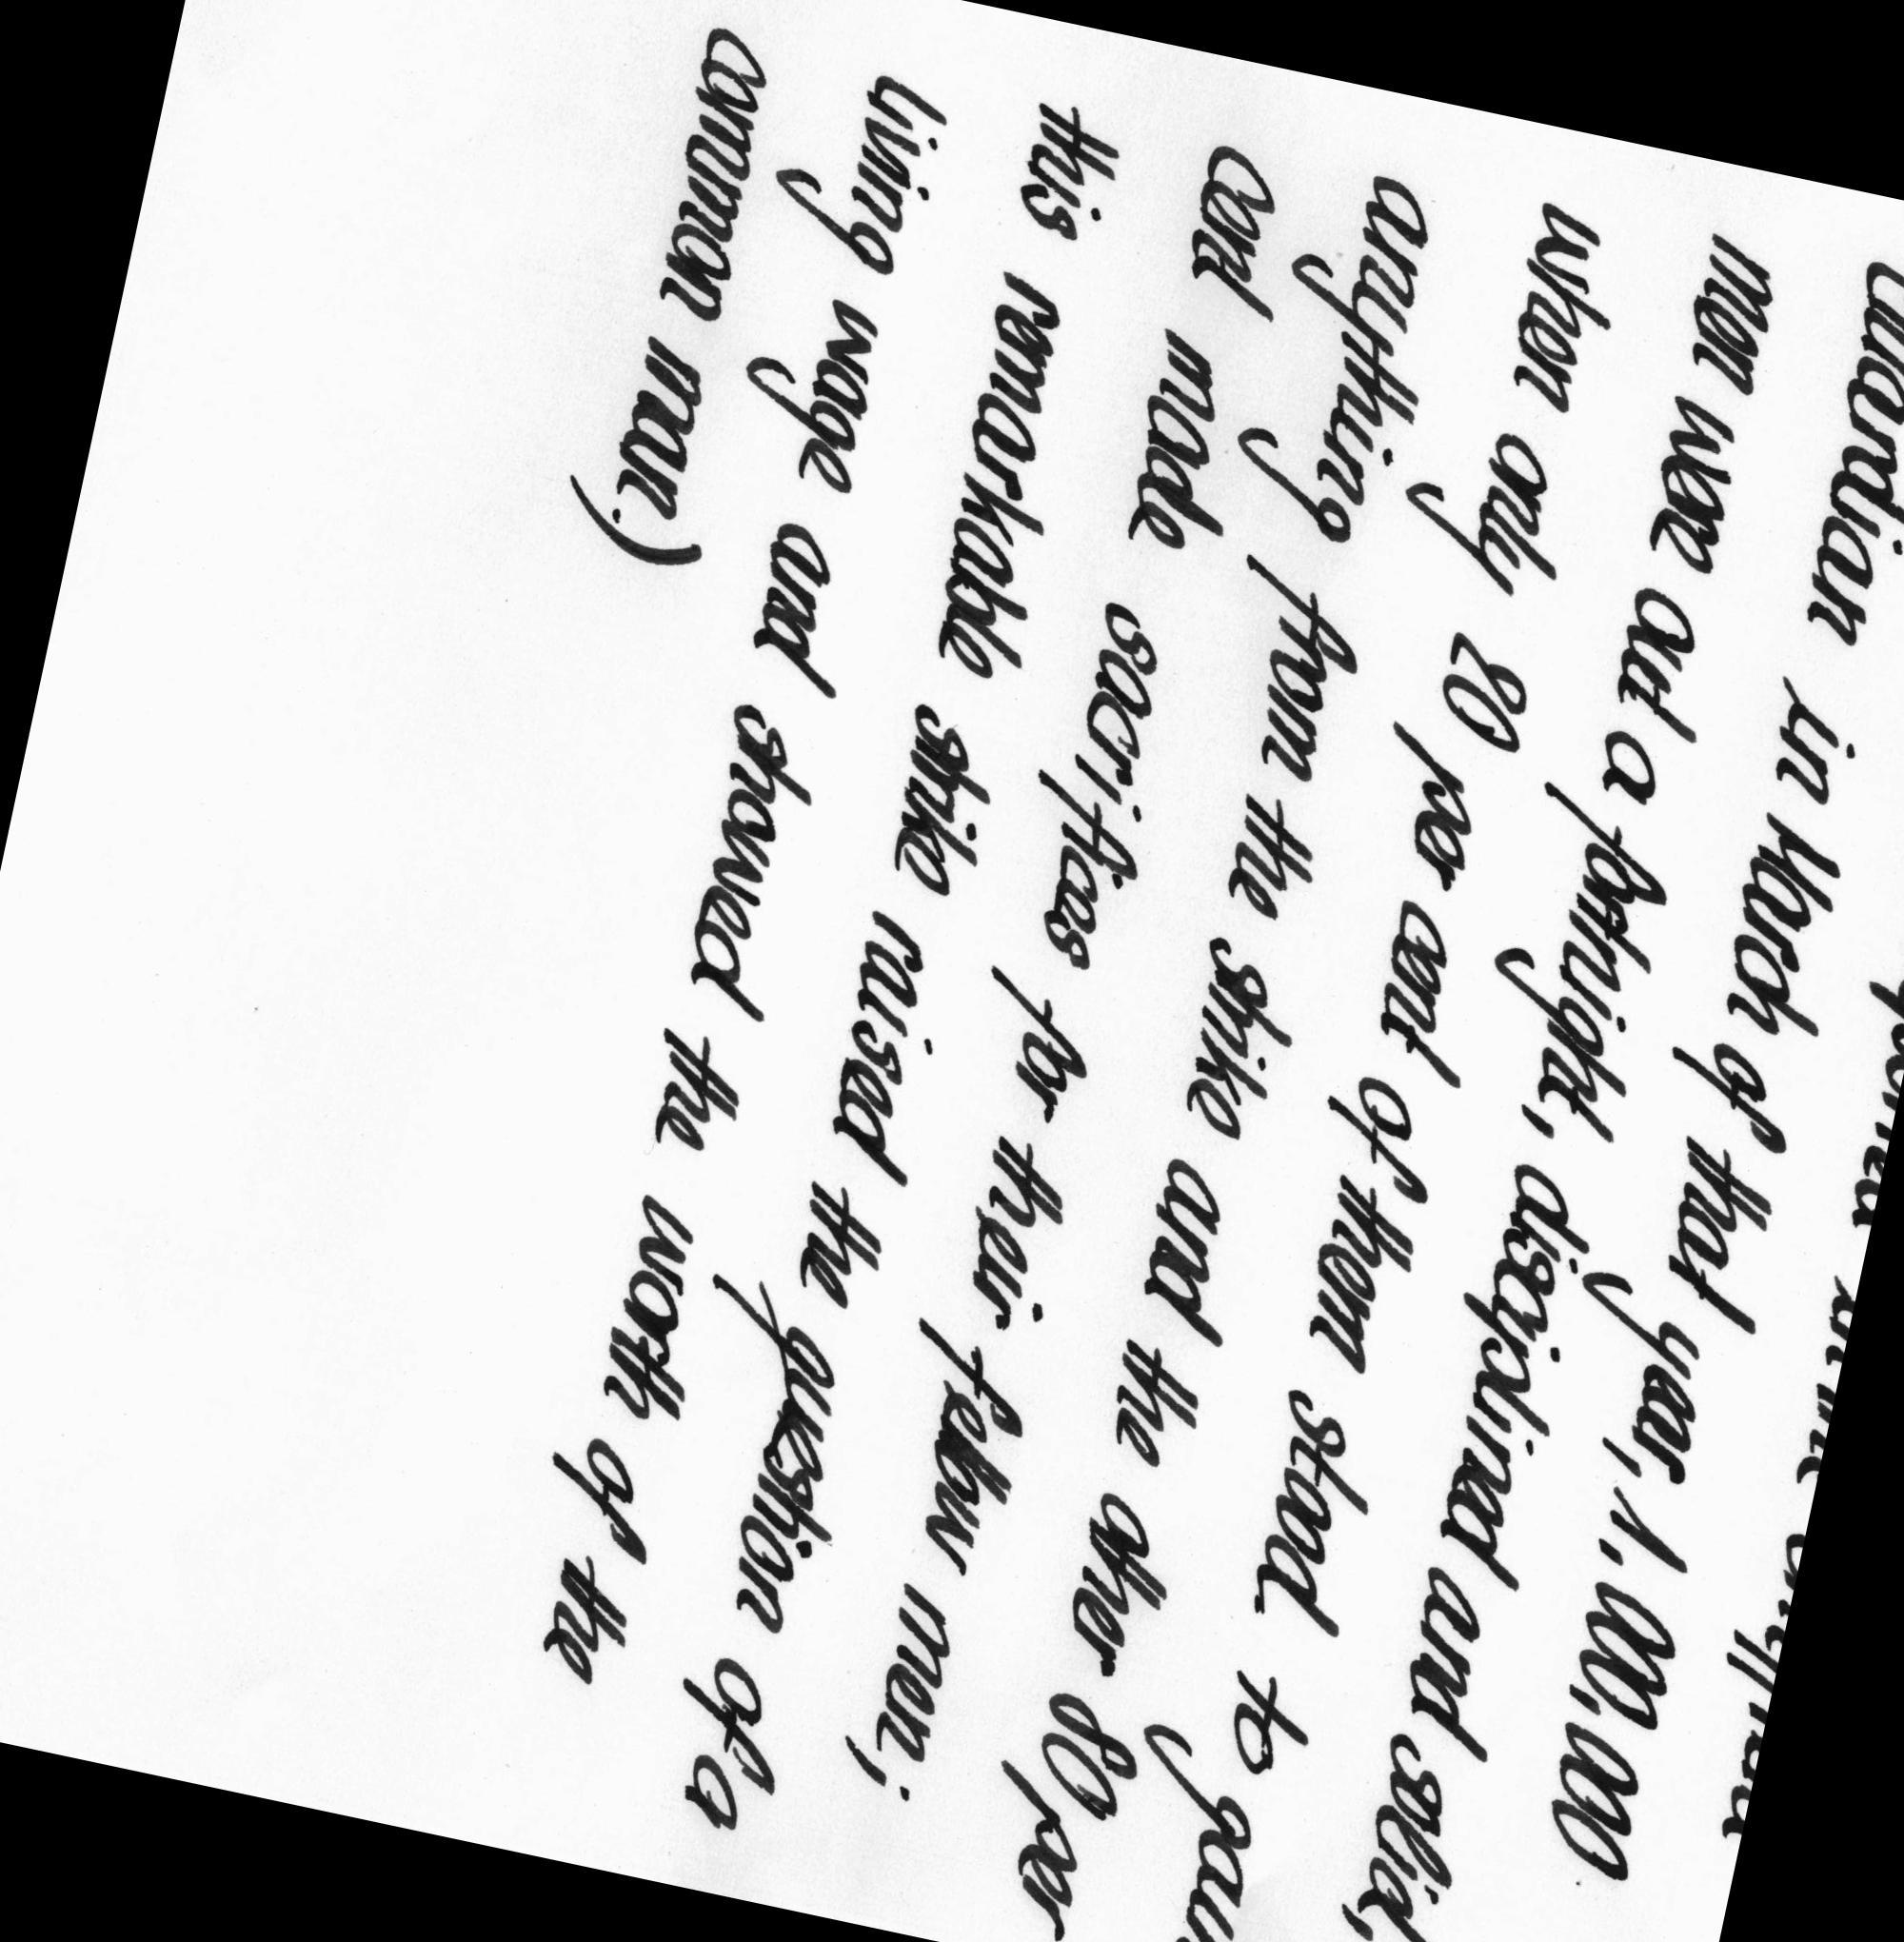 Guardian in March of that year, 1,000,000
men were out a fortnight, disciplined and solid,
when only 20 per cent of them stood to gain
anything from the strike and the other 80 per
cent made sacrifices for their fellow men;
this remarkable strike raised the question of a
living wage and showed the worth of the
common man.)